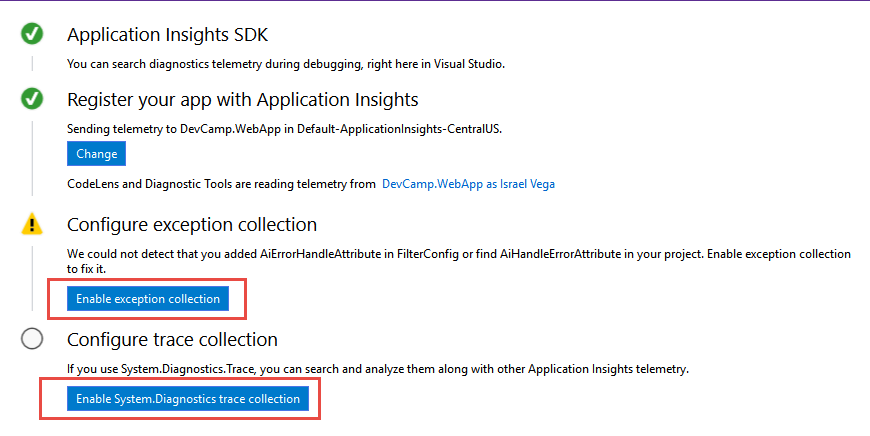 Application Insights SDK
You can search diagnostics telemetry during debugging, right here in Visual Studio.
Register your app with Application Insights
Sending telemetry to DevCamp.WebApp in Default-ApplicationInsights-CentralUS.
Change
CodeLens and Diagnostic Tools are reading telemetry from DevCamp.WebApp as Israel Vega
Configure exception collection
We could not detect that you added AiErrorHandleAttribute in FilterConfig or find AiHandleErrorAttribute in your project. Enable exception collection
to fix it.
Enable exception collection
Configure trace collection
If you use System.Diagnostics.Trace, you can search and analyze them along with other Application Insights telemetry.
Enable System.Diagnostics trace collection